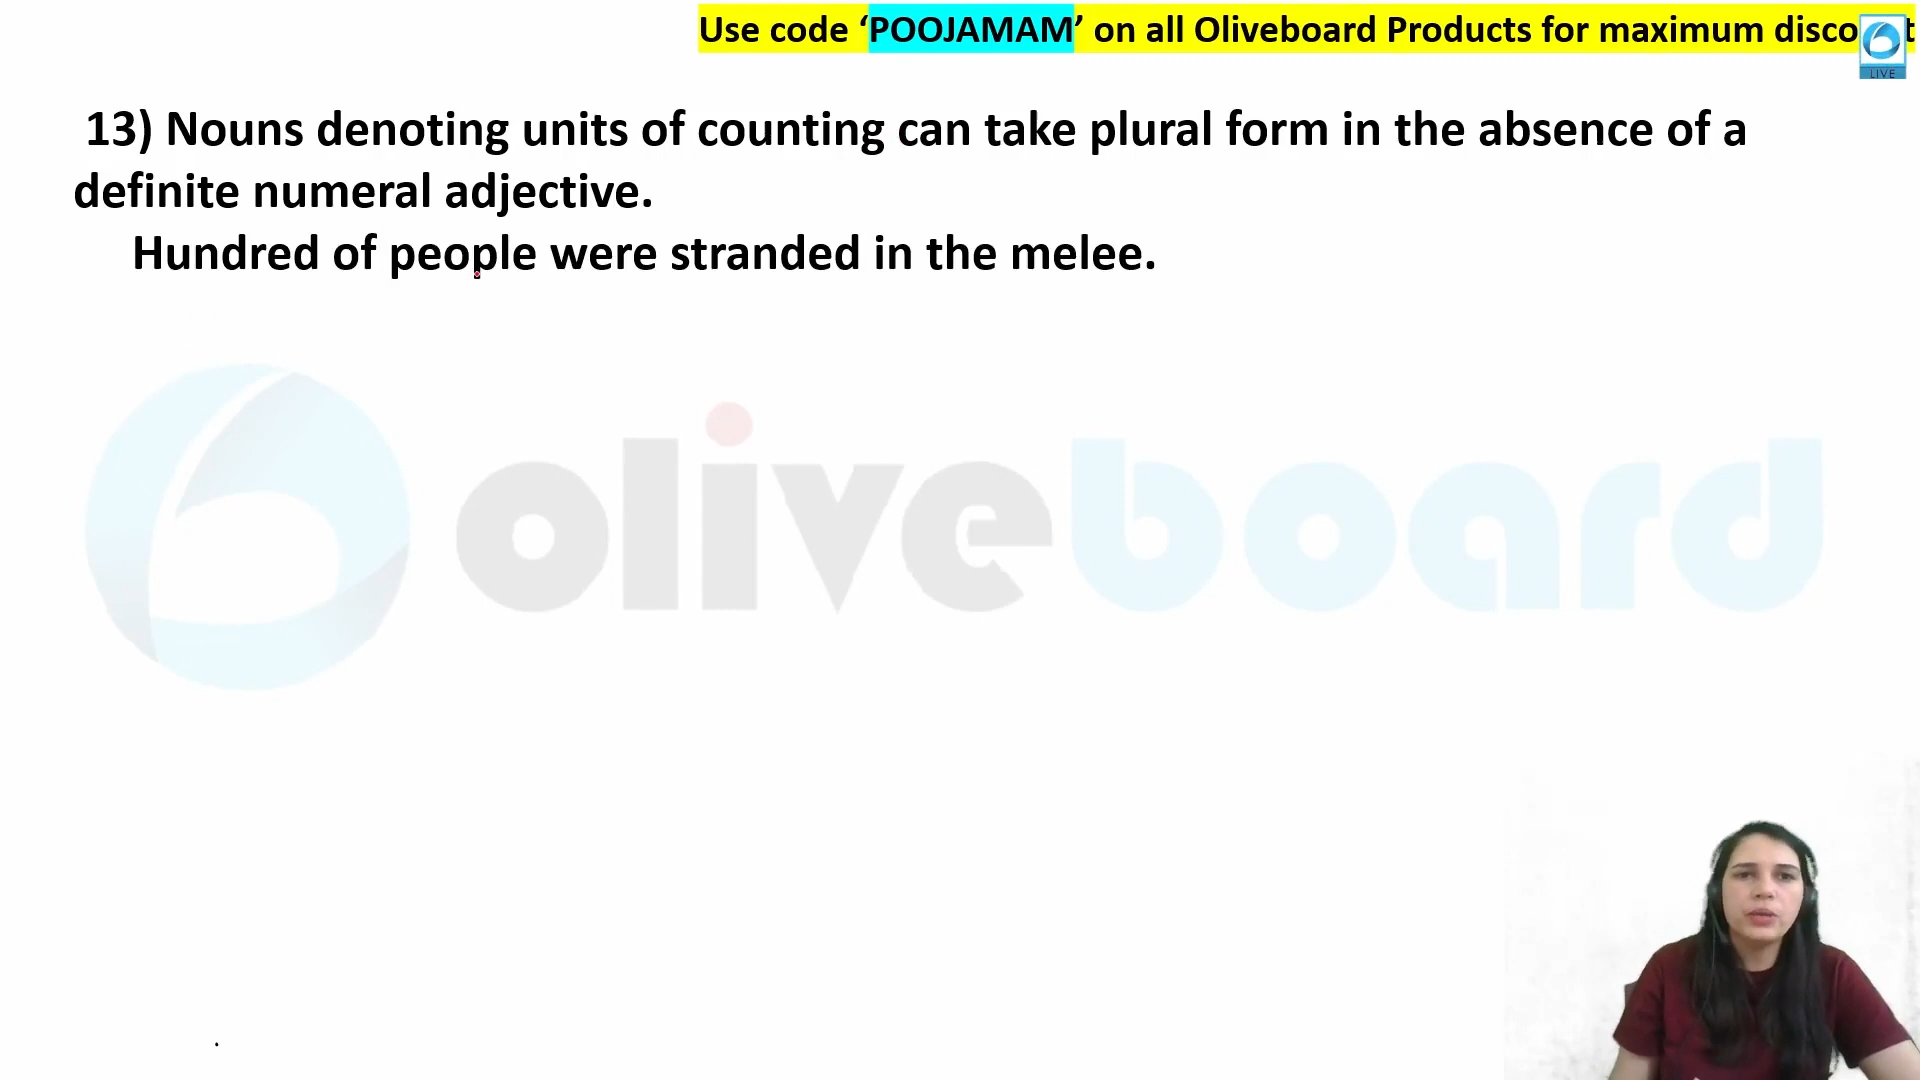 Use code ‘POOJAMAM’ on all Oliveboard Products for maximum disco t
LIVE
13) Nouns denoting units of counting can take plural form in the absence of a
definite numeral adjective.
Hundred of people were stranded in the melee.
oliveboard